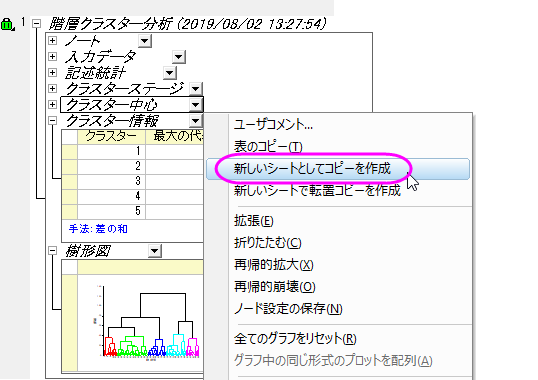 1
階層クラスター分析 (2019/08/02 13:27:54)
ノート
入力データ
記述統計
クラスターステージ
クラスター中心
クラスター情報
クラスター 最大の代
1
2
3
4
5
手法: 差の和
樹形図
ユーザコメント...
表のコピー(T)
新しいシートとしてコピーを作成
新しいシートで転置コピーを作成
拡張(E)
折りたたむ(C)
再帰的拡大(X)
再帰的崩壊(O)
ノード設定の保存(N)
全てのグラフをリセット(R)
グラフ中の同じ形式のプロットを配列(A)